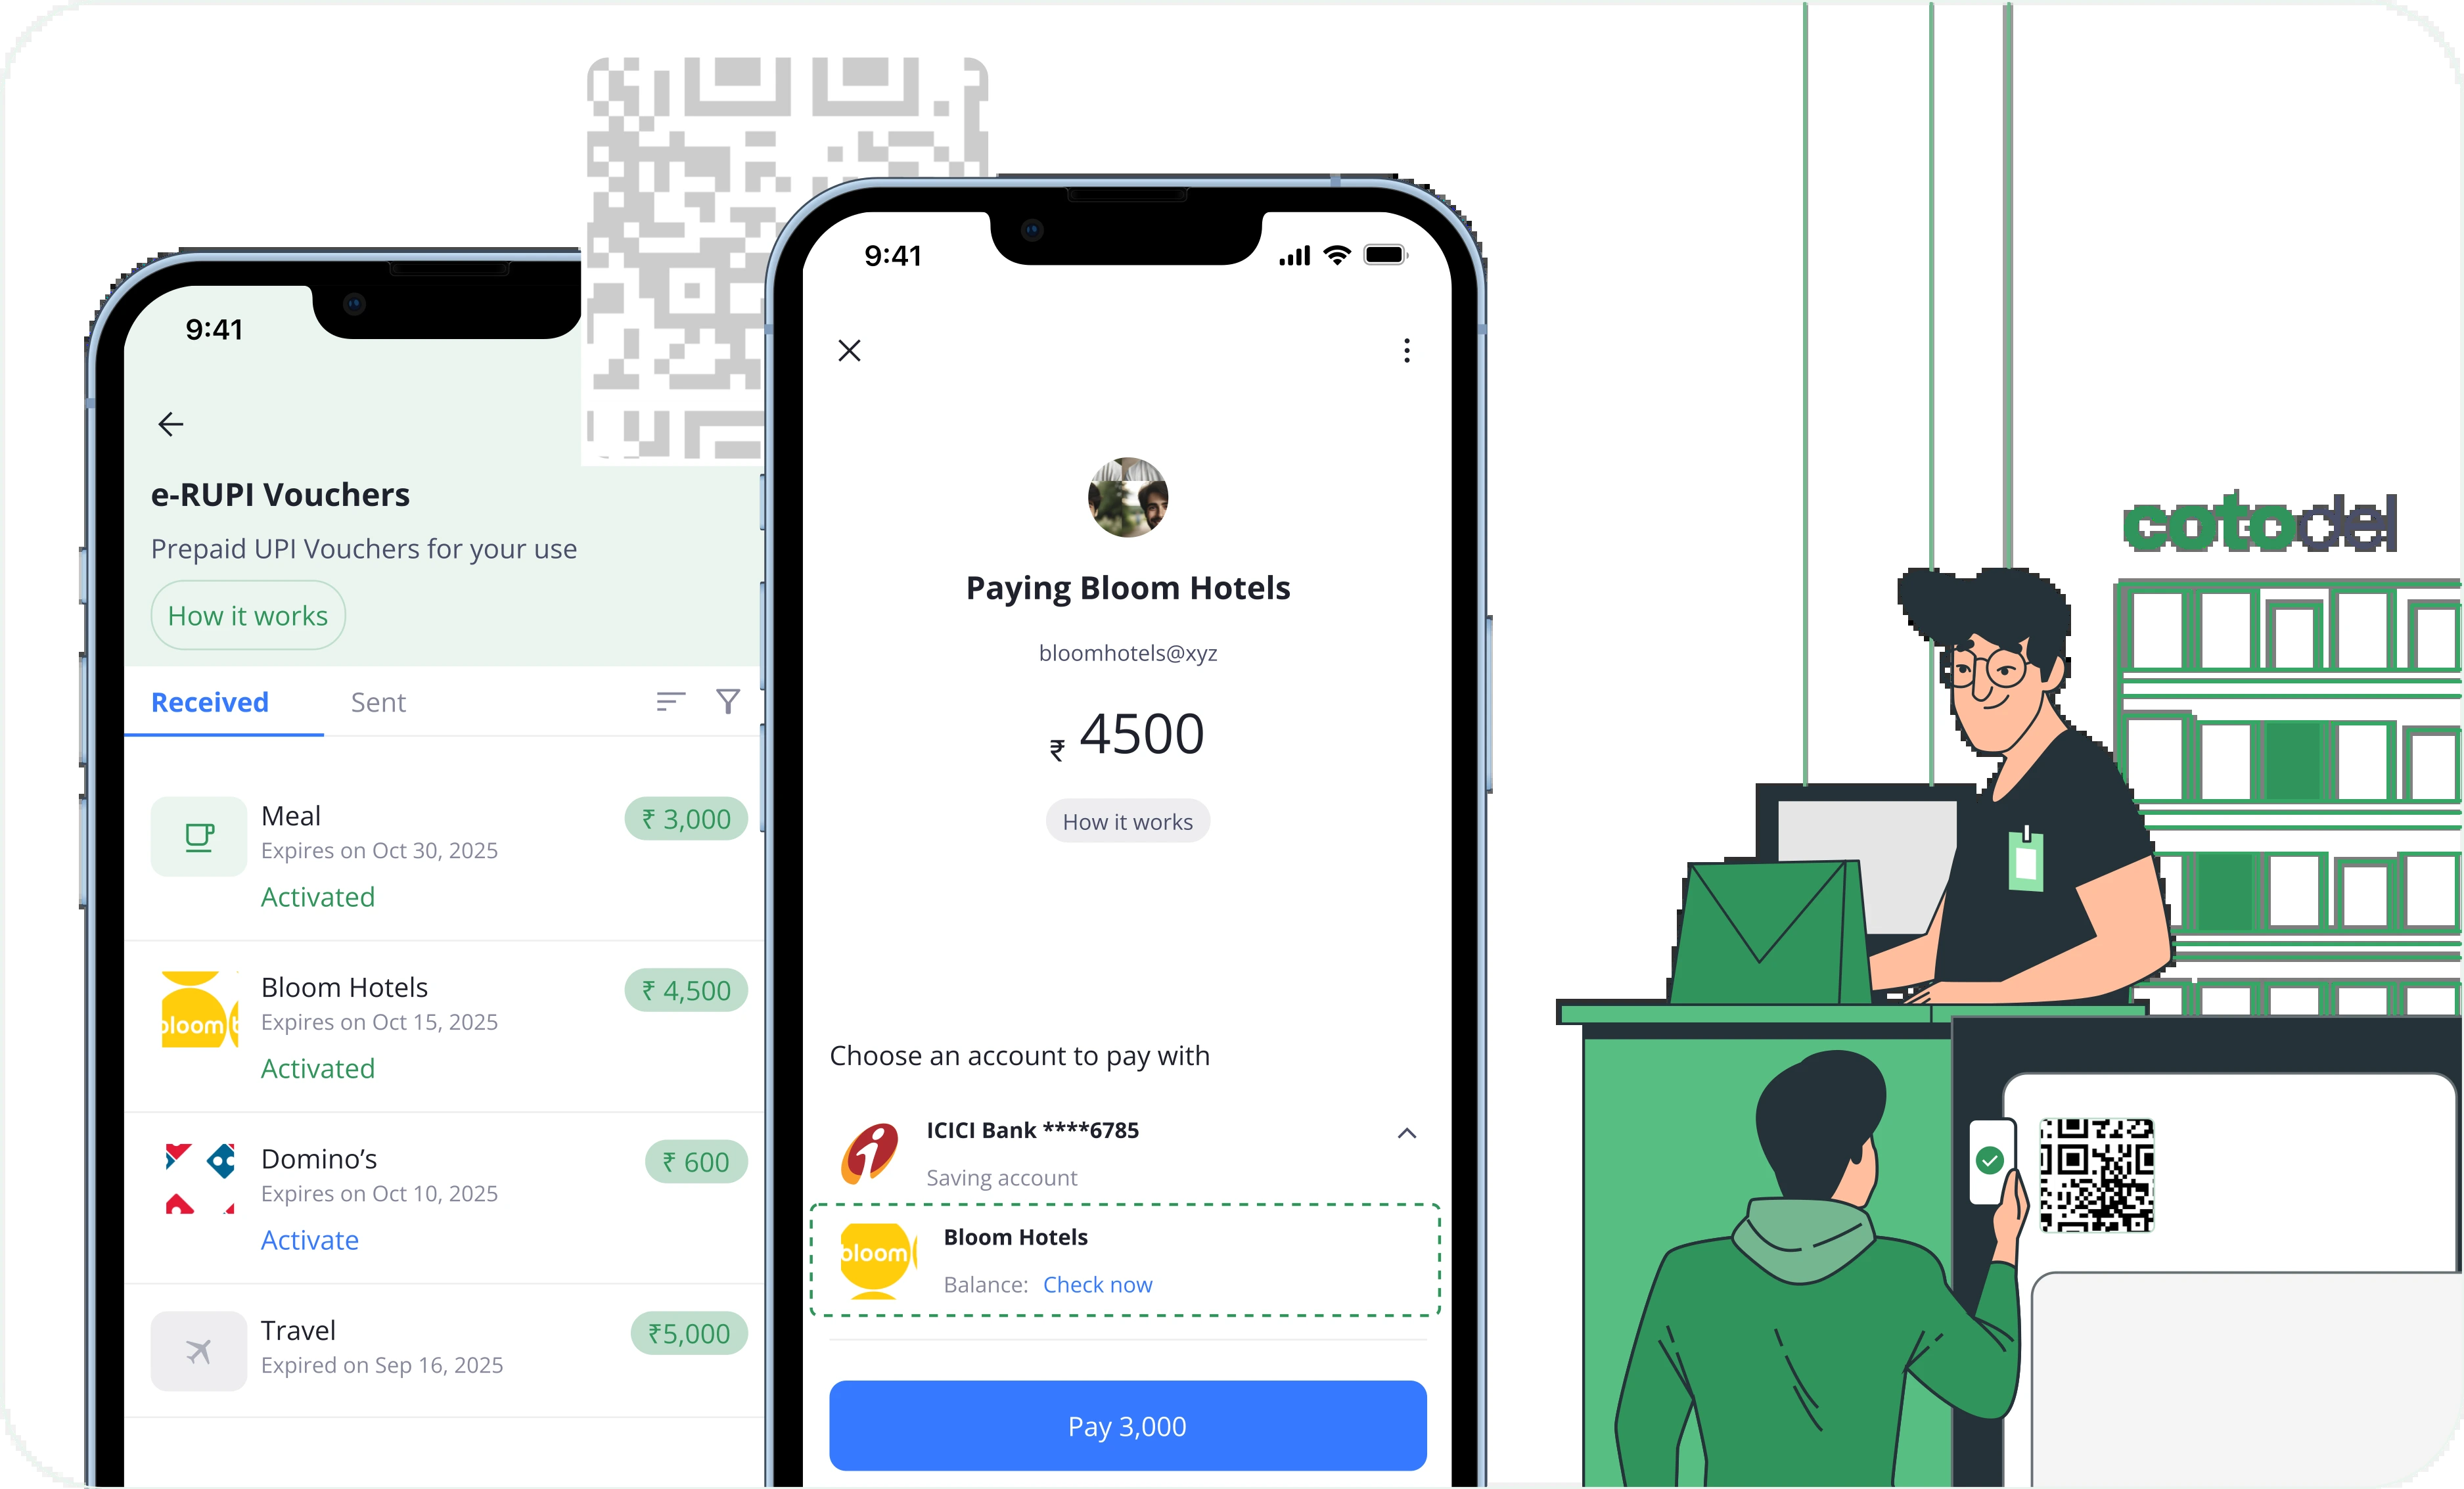 9:41
e-RUPI Vouchers
Prepaid UPI Vouchers for your use
How it works
Received
Sent
Meal
₹ 3,000
Expires on Oct 30, 2025
Activated
bloom b
Bloom Hotels
₹ 4,500
Expires on Oct 15, 2025
Activated
Domino’s
₹ 600
Expires on Oct 10, 2025
Activate
Travel
₹5,000
Expired on Sep 16, 2025
9:41
Paying Bloom Hotels
bloomhotels@xyz
₹ 4500
How it works
Choose an account to pay with
i
ICICI Bank ****6785
Saving account
bloom
Bloom Hotels
Balance: Check now
Pay 3,000
cotodel